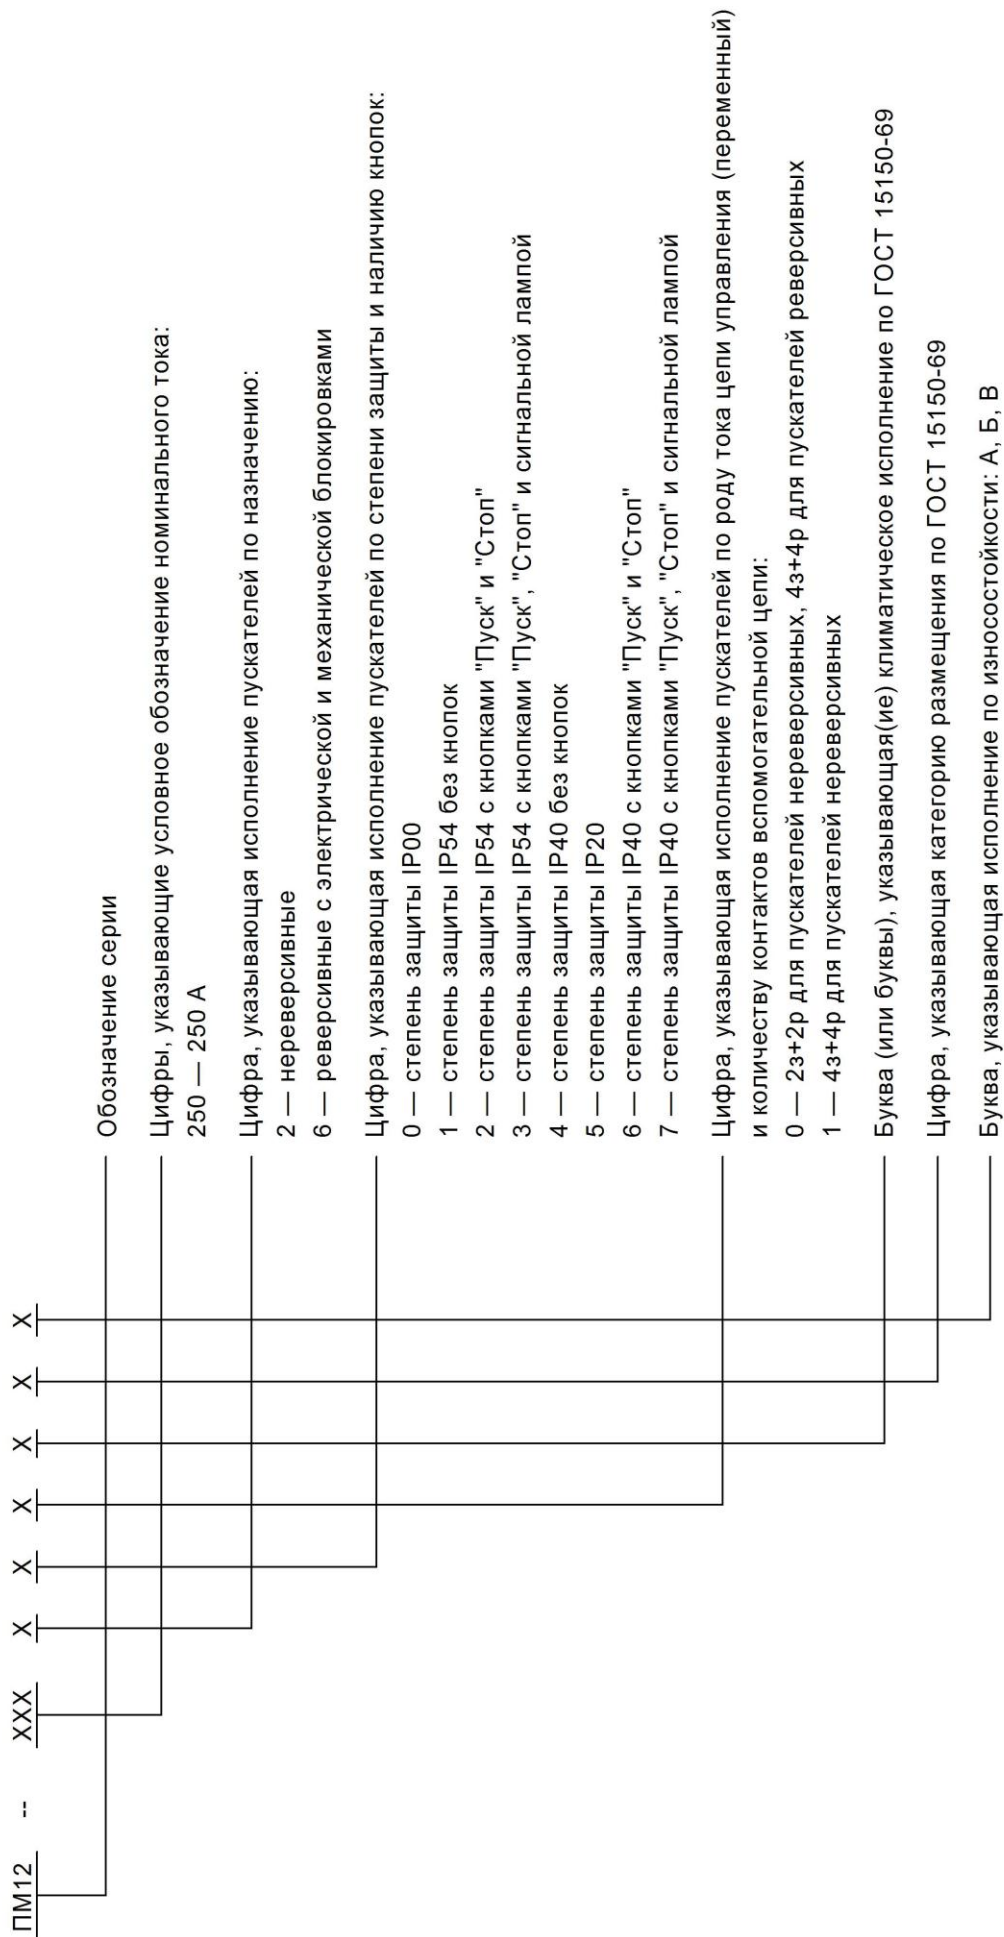 ПМ12 -- XXX X X X X X X
Обозначение серии
Цифры, указывающие условное обозначение номинального тока:
250 — 250 А
Цифра, указывающая исполнение пускателей по назначению:
2 — нереверсивные
6 — реверсивные с электрической и механической блокировками
Цифра, указывающая исполнение пускателей по степени защиты и наличию кнопок:
0 — степень защиты IP00
1 — степень защиты IP54 без кнопок
2 — степень защиты IP54 с кнопками "Пуск" и "Стоп"
3 — степень защиты IP54 с кнопками "Пуск", "Стоп" и сигнальной лампой
4 — степень защиты IP40 без кнопок
5 — степень защиты IP20
6 — степень защиты IP40 с кнопками "Пуск" и "Стоп"
7 — степень защиты IP40 с кнопками "Пуск", "Стоп" и сигнальной лампой
Цифра, указывающая исполнение пускателей по роду тока цепи управления (переменный)
и количеству контактов вспомогательной цепи:
0 — 2з+2р для пускателей нереверсивных, 4з+4р для пускателей реверсивных
1 — 4з+4р для пускателей нереверсивных
Буква (или буквы), указывающая(ие) климатическое исполнение по ГОСТ 15150-69
Цифра, указывающая категорию размещения по ГОСТ 15150-69
Буква, указывающая исполнение по износостойкости: А, Б, В